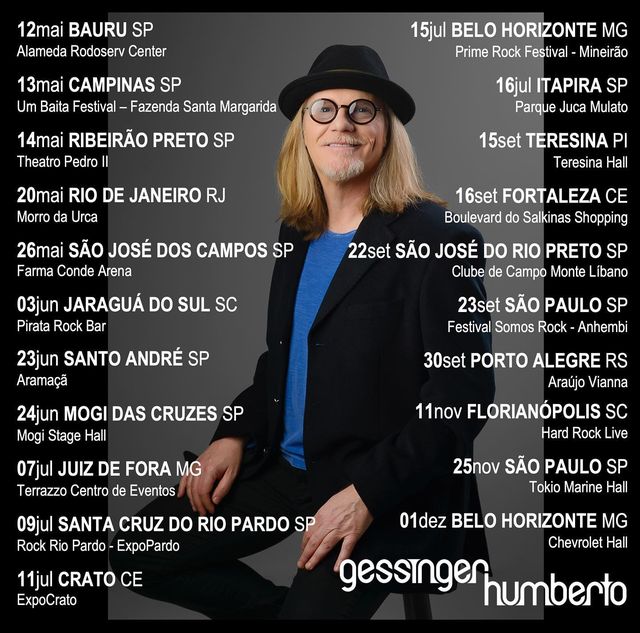 12mai BAURU SP
Alameda Rodoserv Center
13mai CAMPINAS SP
Um Baita Festival – Fazenda Santa Margarida
14mai RIBEIRÃO PRETO SP
Theatro Pedro II
20mai RIO DE JANEIRO RJ
Morro da Urca
26mai SÃO JOSÉ DOS CAMPOS SP
Farma Conde Arena
03jun JARAGUÁ DO SUL SC
Pirata Rock Bar
23jun SANTO ANDRÉ SP
Aramaçã
24jun MOGI DAS CRUZES SP
Mogi Stage Hall
07jul JUIZ DE FORA MG
Terrazzo Centro de Eventos
09jul SANTA CRUZ DO RIO PARDO SP
Rock Rio Pardo - ExpoPardo
11jul CRATO CE
ExpoCrato
15jul BELO HORIZONTE MG
Prime Rock Festival - Mineirão
16jul ITAPIRA SP
Parque Juca Mulato
15set TERESINA PI
Teresina Hall
16set FORTALEZA CE
Boulevard do Salkinas Shopping
22set SÃO JOSÉ DO RIO PRETO SP
Clube de Campo Monte Líbano
23set SÃO PAULO SP
Festival Somos Rock - Anhembi
30set PORTO ALEGRE RS
Araújo Vianna
11nov FLORIANÓPOLIS SC
Hard Rock Live
25nov SÃO PAULO SP
Tokio Marine Hall
01dez BELO HORIZONTE MG
Chevrolet Hall
gessinger
humberto